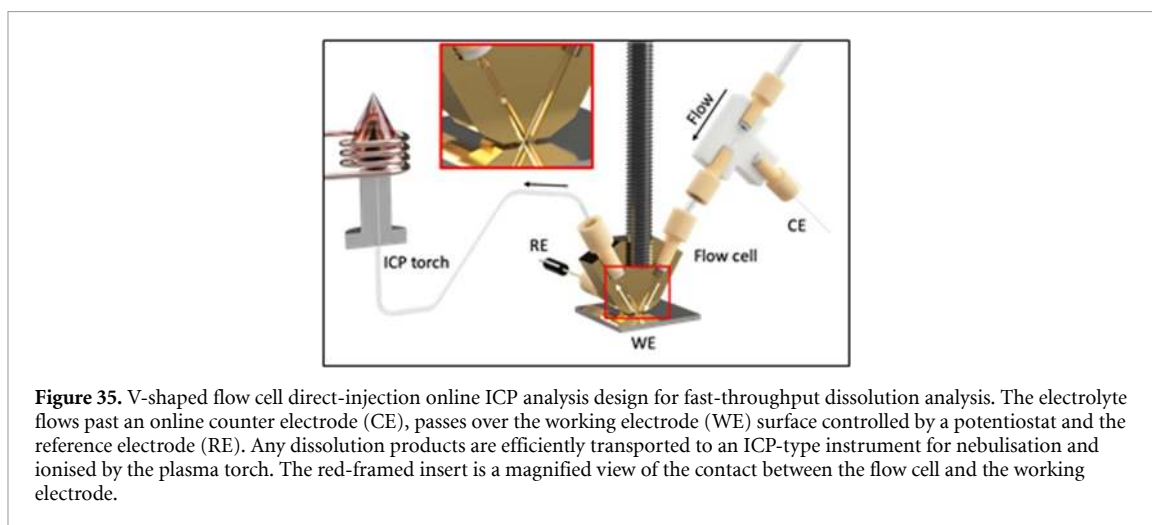 Flow
CE
RE
ICP torch
Flow cell
WE
Figure 35. V-shaped flow cell direct-injection online ICP analysis design for fast-throughput dissolution analysis. The electrolyte
flows past an online counter electrode (CE), passes over the working electrode (WE) surface controlled by a potentiostat and the
reference electrode (RE). Any dissolution products are efficiently transported to an ICP-type instrument for nebulisation and
ionised by the plasma torch. The red-framed insert is a magnified view of the contact between the flow cell and the working
electrode.